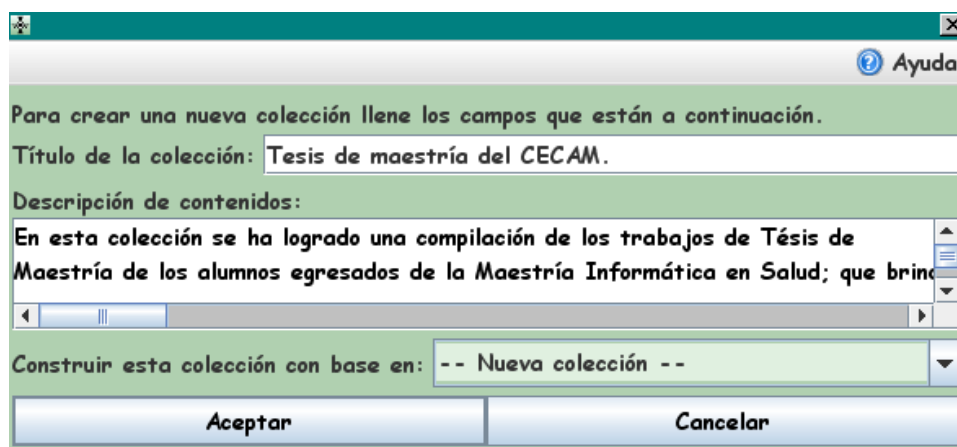 Ayuda
Para crear una nueva colección llene los campos que están a continuación.
Título de la colección: Tesis de maestría del CECAM.
Descripción de contenidos:
En esta colección se ha logrado una compilación de los trabajos de Tésis de
Maestría de los alumnos egresados de la Maestría Informática en Salud; que
Construir esta colección con base en: -- Nueva colección --
Aceptar Cancelar